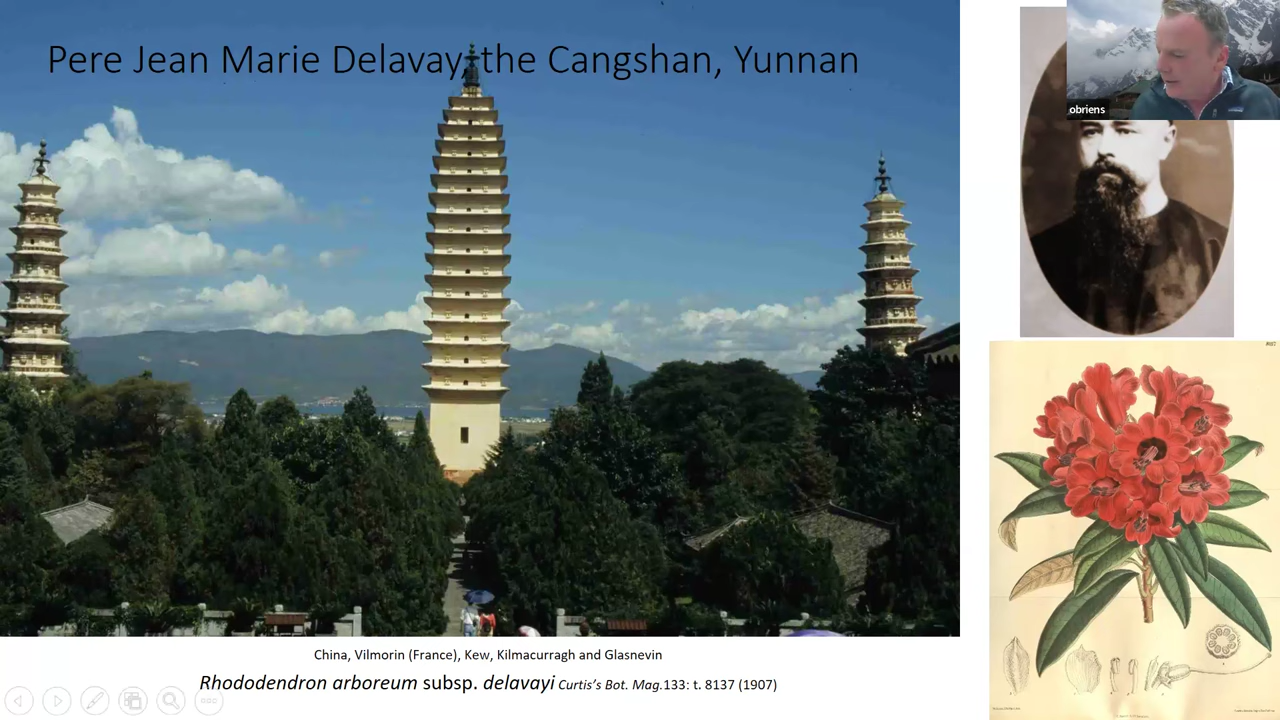 Pere Jean Marie Delavay, the Cangshan, Yunnan
obriens
China, Vilmorin (France), Kew, Kilmacurragh and Glasnevin
Rhododendron arboreum subsp. delavayi Curtis’s Bot. Mag.133: t. 8137 (1907)